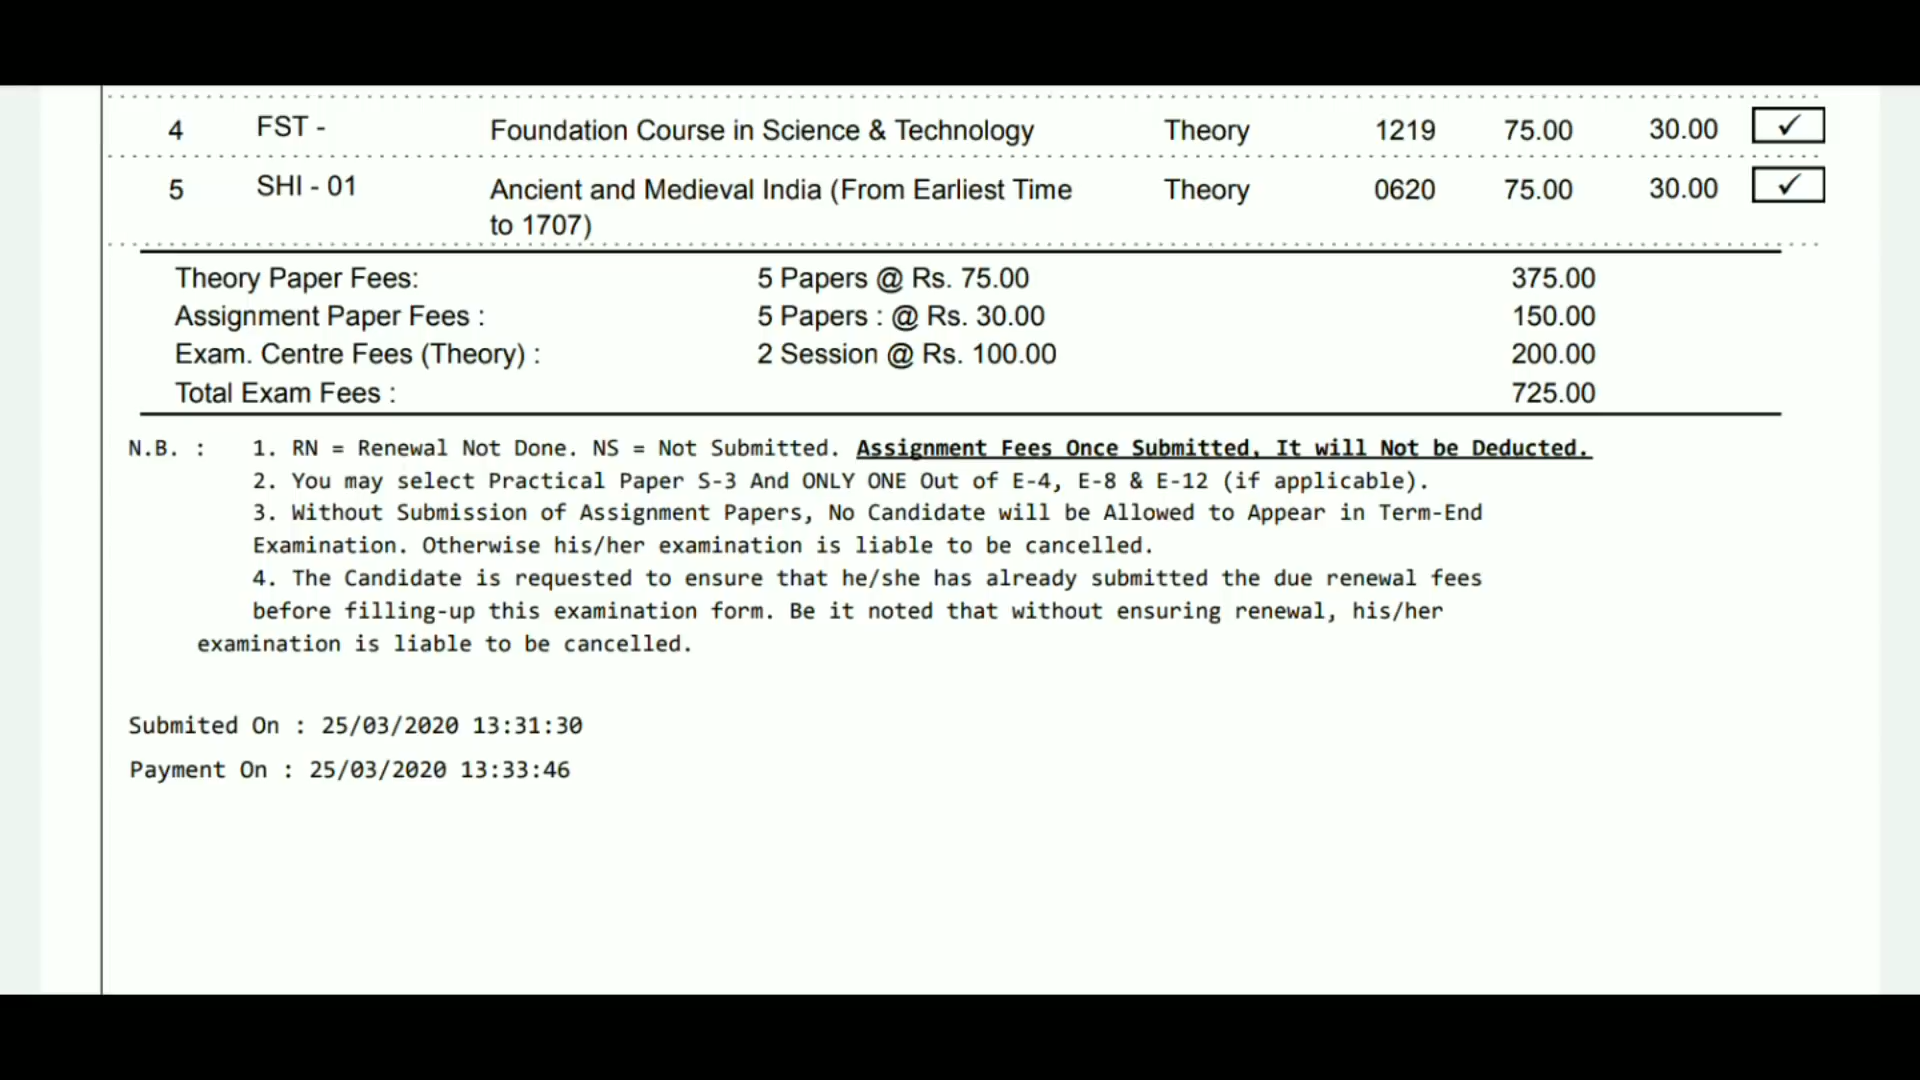 4 FST - Foundation Course in Science & Technology Theory 1219 75.00 30.00 ✓
5 SHI - 01 Ancient and Medieval India (From Earliest Time Theory 0620 75.00 30.00 ✓
to 1707)
Theory Paper Fees: 5 Papers @ Rs. 75.00 375.00
Assignment Paper Fees : 5 Papers : @ Rs. 30.00 150.00
Exam. Centre Fees (Theory) : 2 Session @ Rs. 100.00 200.00
Total Exam Fees : 725.00
N.B. : 1. RN = Renewal Not Done. NS = Not Submitted. Assignment Fees Once Submitted, It will Not be Deducted.
2. You may select Practical Paper S-3 And ONLY ONE Out of E-4, E-8 & E-12 (if applicable).
3. Without Submission of Assignment Papers, No Candidate will be Allowed to Appear in Term-End
Examination. Otherwise his/her examination is liable to be cancelled.
4. The Candidate is requested to ensure that he/she has already submitted the due renewal fees
before filling-up this examination form. Be it noted that without ensuring renewal, his/her
examination is liable to be cancelled.
Submited On : 25/03/2020 13:31:30
Payment On : 25/03/2020 13:33:46